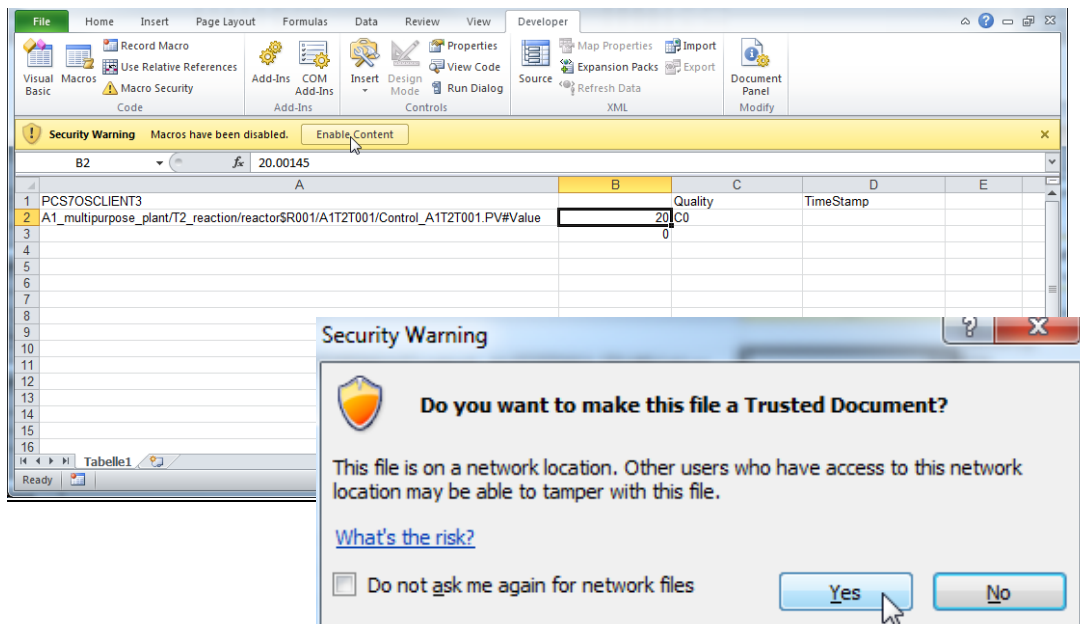 File Home Insert Page Layout Formulas Data Review View Developer
Record Macro
Use Relative References
Macro Security
Visual Basic
Macros
Code
Add-Ins
COM Add-Ins
Add-Ins
Insert
Design Mode
Properties
View Code
Run Dialog
Controls
Source
Map Properties
Expansion Packs
Refresh Data
Import
Export
XML
Document Panel
Modify
Security Warning Macros have been disabled. Enable Content
B2 fx 20.00145
A B C D E
1 PCS7OSCLIENT3 Quality TimeStamp
2 A1_multipurpose_plant/T2_reaction/reactor$R001/A1T2T001/Control_A1T2T001.PV#Value 20 C0
3 0
4
5
6
7
8
9
10
11
12
13
14
15
16
Tabelle1
Ready
Security Warning
Do you want to make this file a Trusted Document?
This file is on a network location. Other users who have access to this network
location may be able to tamper with this file.
What's the risk?
Do not ask me again for network files
Yes No